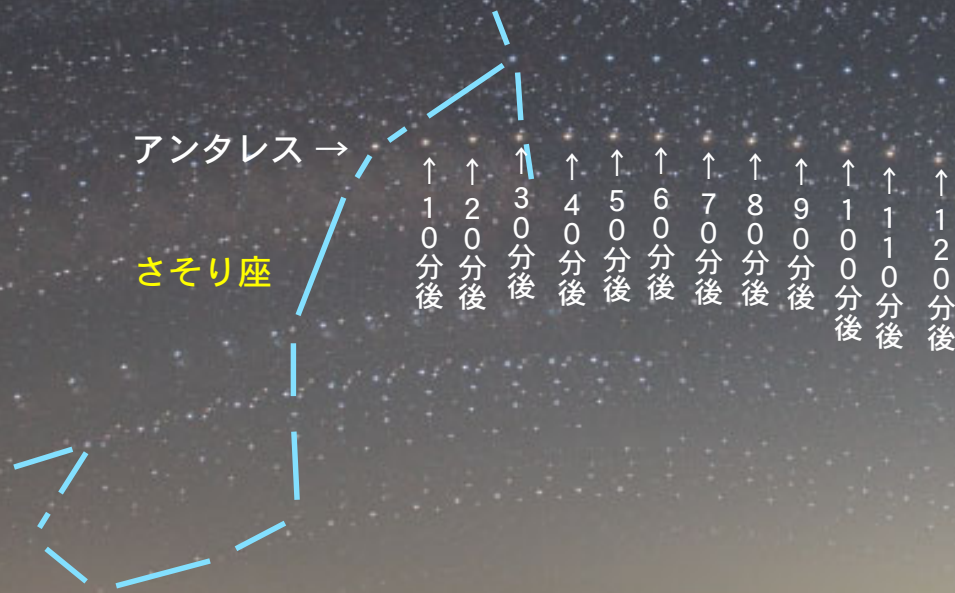 アンタレス →
↑10分後
↑20分後
↑30分後
↑40分後
↑50分後
↑60分後
↑70分後
↑80分後
↑90分後
↑100分後
↑110分後
↑120分後
さそり座